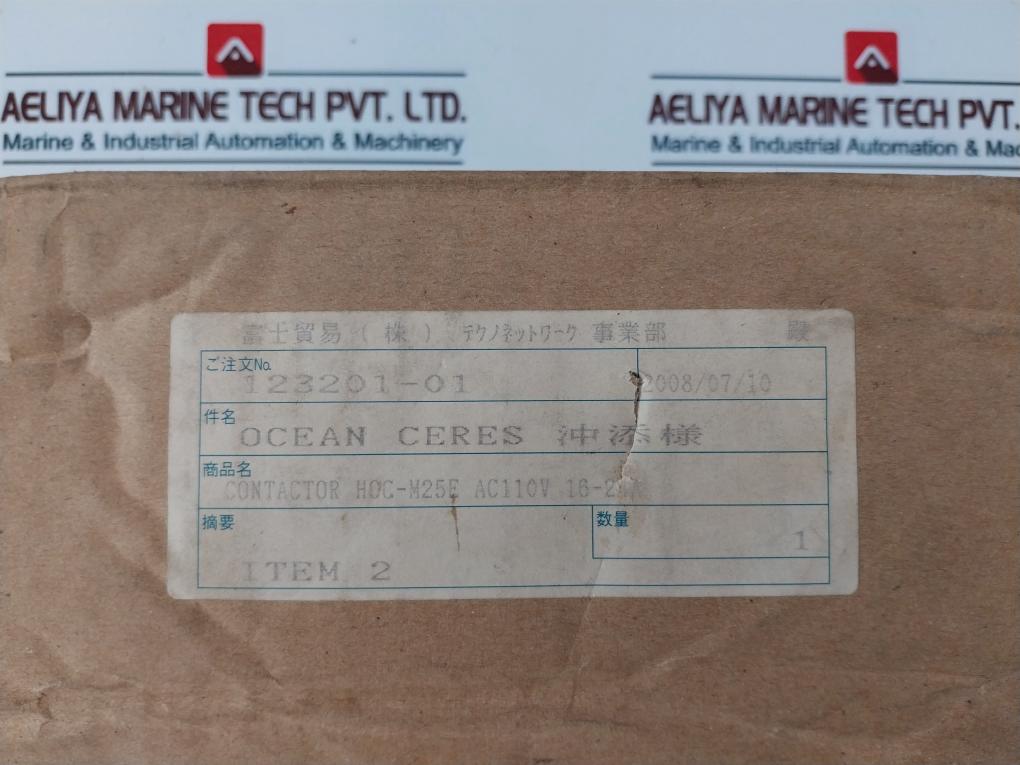 AELIYA MARINE TECH PVT. LTD.
Marine & Industrial Automation & Machinery
AELIYA MARINE TECH PVT.
Marine & Industrial Automation & Mac
富士貿易(株) テクノネットワーク 事業部 殿
ご注文No.
123201-01 2008/07/10
件名
OCEAN CERES 沖添様
商品名
CONTACTOR HOC-M25E AC110V
摘要 数量
1
ITEM 2